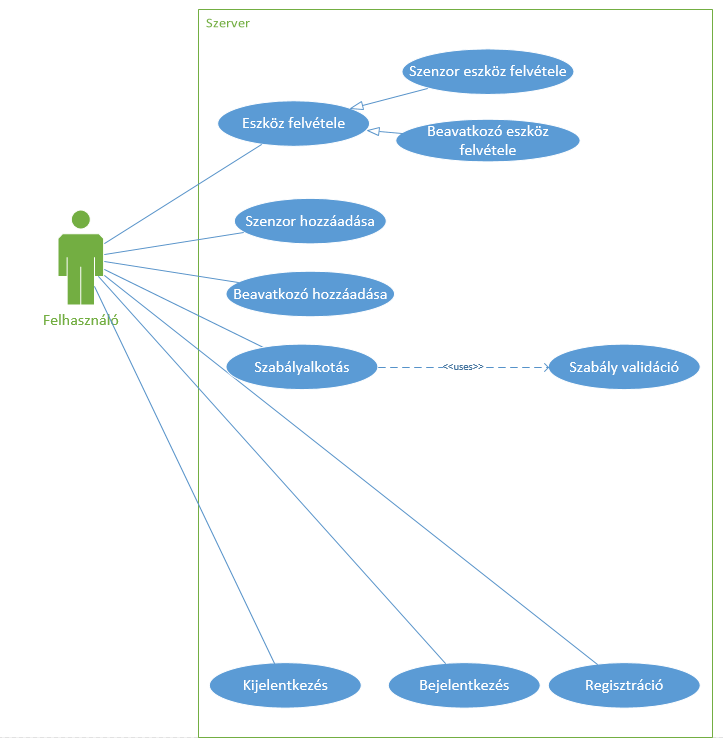 Szerver
Szenzor eszköz felvétele
Eszköz felvétele
Beavatkozó eszköz
felvétele
Szenzor hozzáadása
Beavatkozó hozzáadása
Felhasználó
Szabályalkotás
<<uses>>
Szabály validáció
Kijelentkezés
Bejelentkezés
Regisztráció